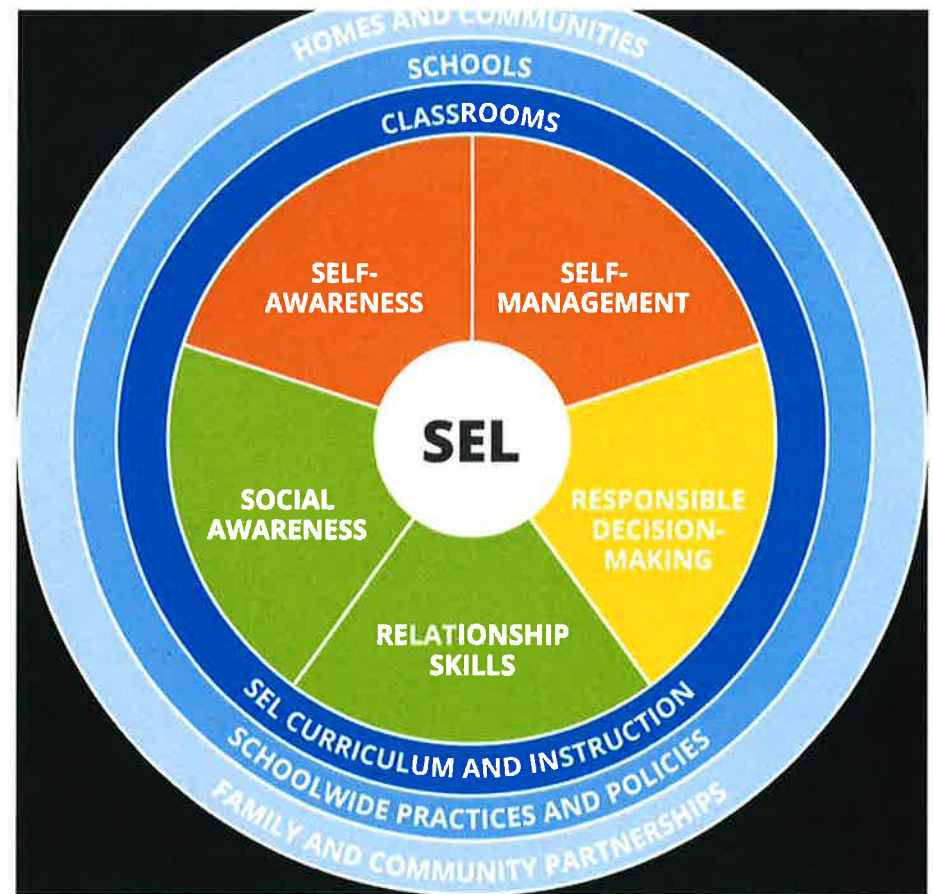 HOMES AND COMMUNITIES
SCHOOLS
CLASSROOMS
SELF-
AWARENESS
SELF-
MANAGEMENT
SEL
SOCIAL
AWARENESS
RESPONSIBLE
DECISION-
MAKING
RELATIONSHIP
SKILLS
SEL CURRICULUM AND INSTRUCTION
SCHOOLWIDE PRACTICES AND POLICIES
FAMILY AND COMMUNITY PARTNERSHIPS